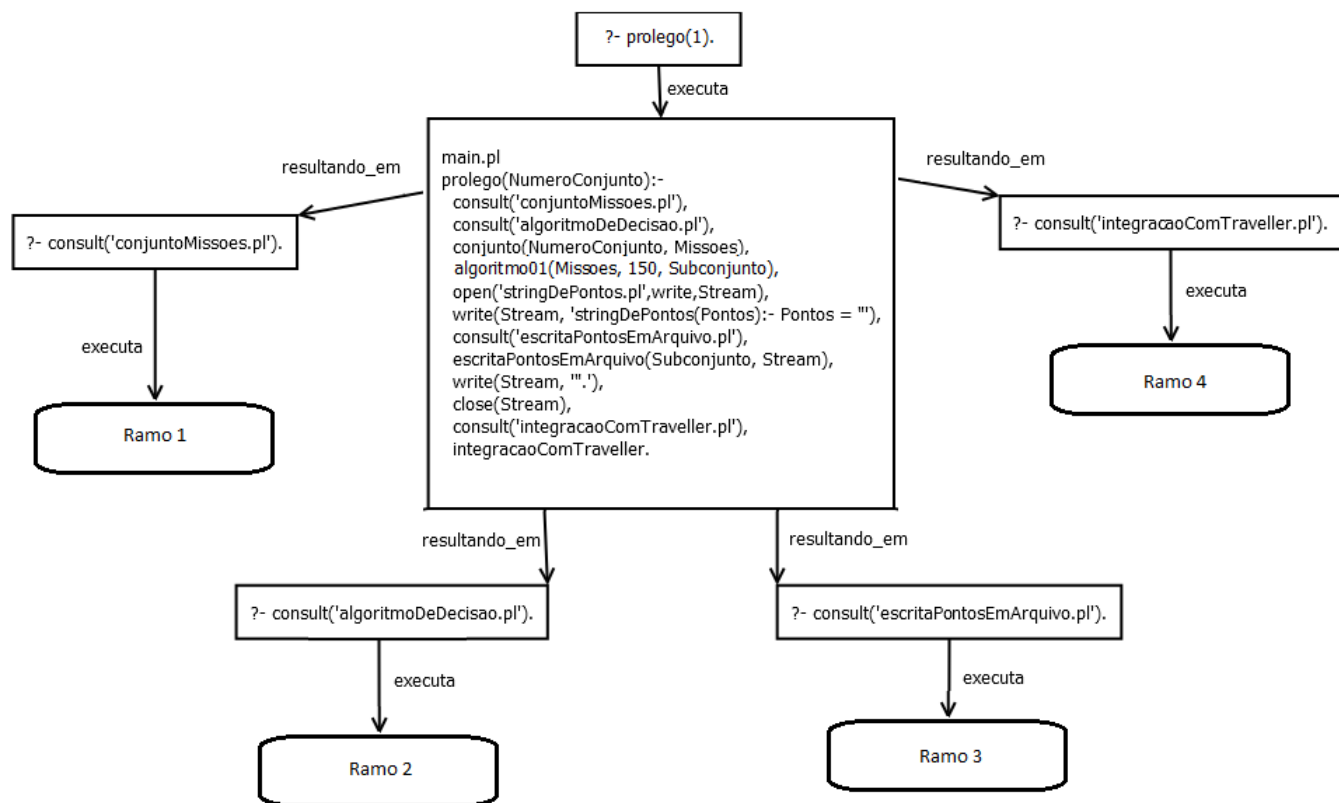 ?- prolego(1).
executa
main.pl
prolego(NumeroConjunto):-
consult('conjuntoMissoes.pl'),
consult('algoritmoDeDecisao.pl'),
conjunto(NumeroConjunto, Missoes),
algoritmo01(Missoes, 150, Subconjunto),
open('stringDePontos.pl',write,Stream),
write(Stream, 'stringDePontos(Pontos):- Pontos = "'),
consult('escritaPontosEmArquivo.pl'),
escritaPontosEmArquivo(Subconjunto, Stream),
write(Stream, '".'),
close(Stream),
consult('integracaoComTraveller.pl'),
integracaoComTraveller.
resultando_em
?- consult('conjuntoMissoes.pl').
executa
Ramo 1
resultando_em
?- consult('algoritmoDeDecisao.pl').
executa
Ramo 2
resultando_em
?- consult('escritaPontosEmArquivo.pl').
executa
Ramo 3
resultando_em
?- consult('integracaoComTraveller.pl').
executa
Ramo 4